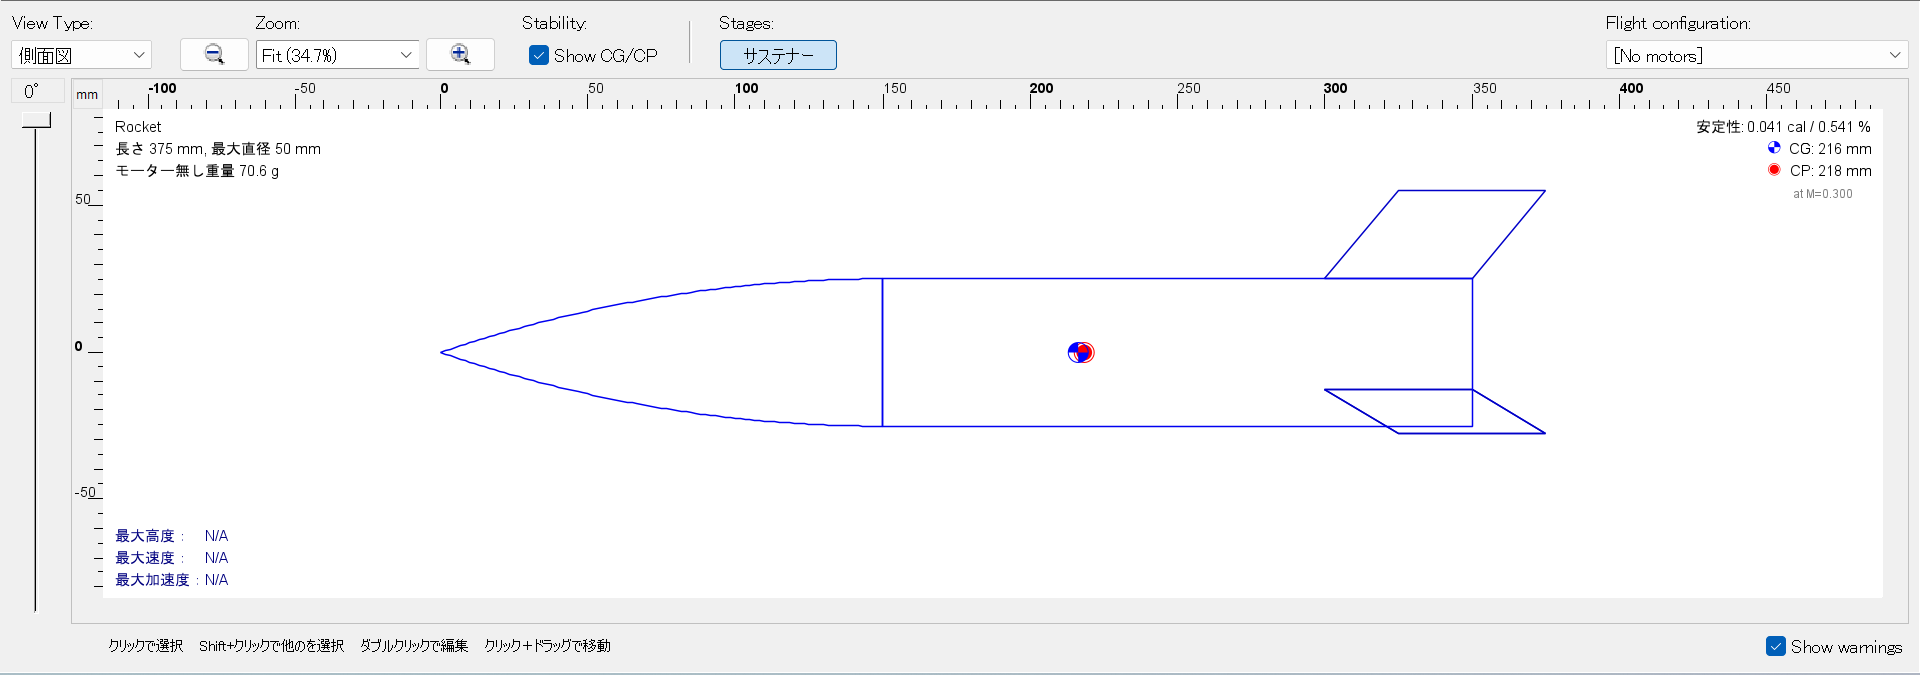 View Type:
Zoom:
Stability:
Stages:
Flight configuration:
側面図
Fit (34.7%)
Show CG/CP
サステナー
[No motors]
0°
mm
-100 -50 0 50 100 150 200 250 300 350 400 450
50
0
-50
Rocket
長さ 375 mm, 最大直径 50 mm
モーター無し重量 70.6 g
安定性: 0.041 cal / 0.541 %
CG: 216 mm
CP: 218 mm
at M=0.300
最大高度 : N/A
最大速度 : N/A
最大加速度 : N/A
クリックで選択 Shift+クリックで他のを選択 ダブルクリックで編集 クリック＋ドラッグで移動
Show warnings